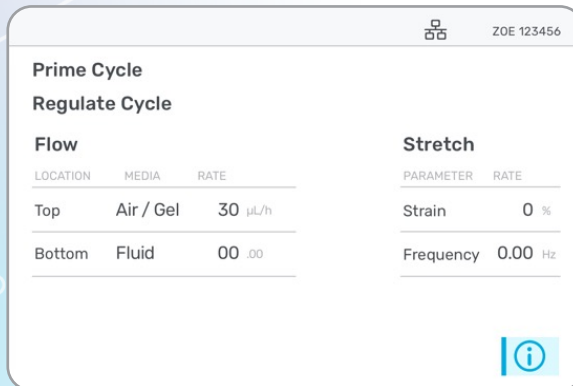 ZOE 123456
Prime Cycle
Regulate Cycle
Flow
LOCATION MEDIA RATE
Top Air / Gel 30 µL/h
Bottom Fluid 00 .00
Stretch
PARAMETER RATE
Strain 0 %
Frequency 0.00 Hz